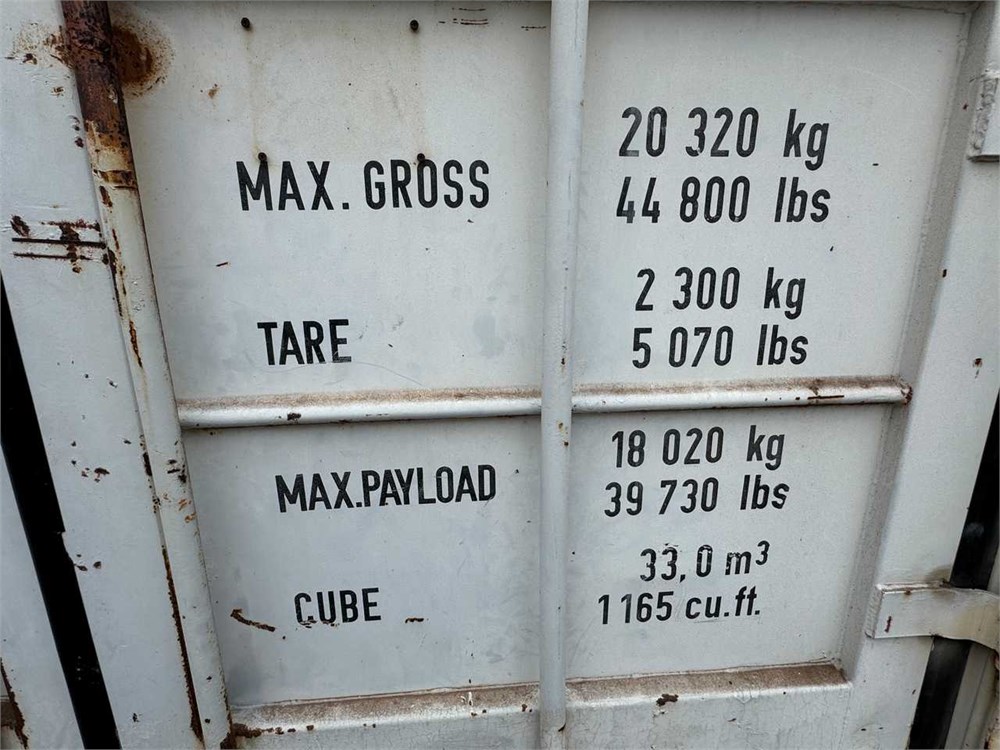 MAX. GROSS 20 320 kg
44 800 lbs
TARE 2 300 kg
5 070 lbs
MAX.PAYLOAD 18 020 kg
39 730 lbs
CUBE 33,0 m³
1165 cu.ft.